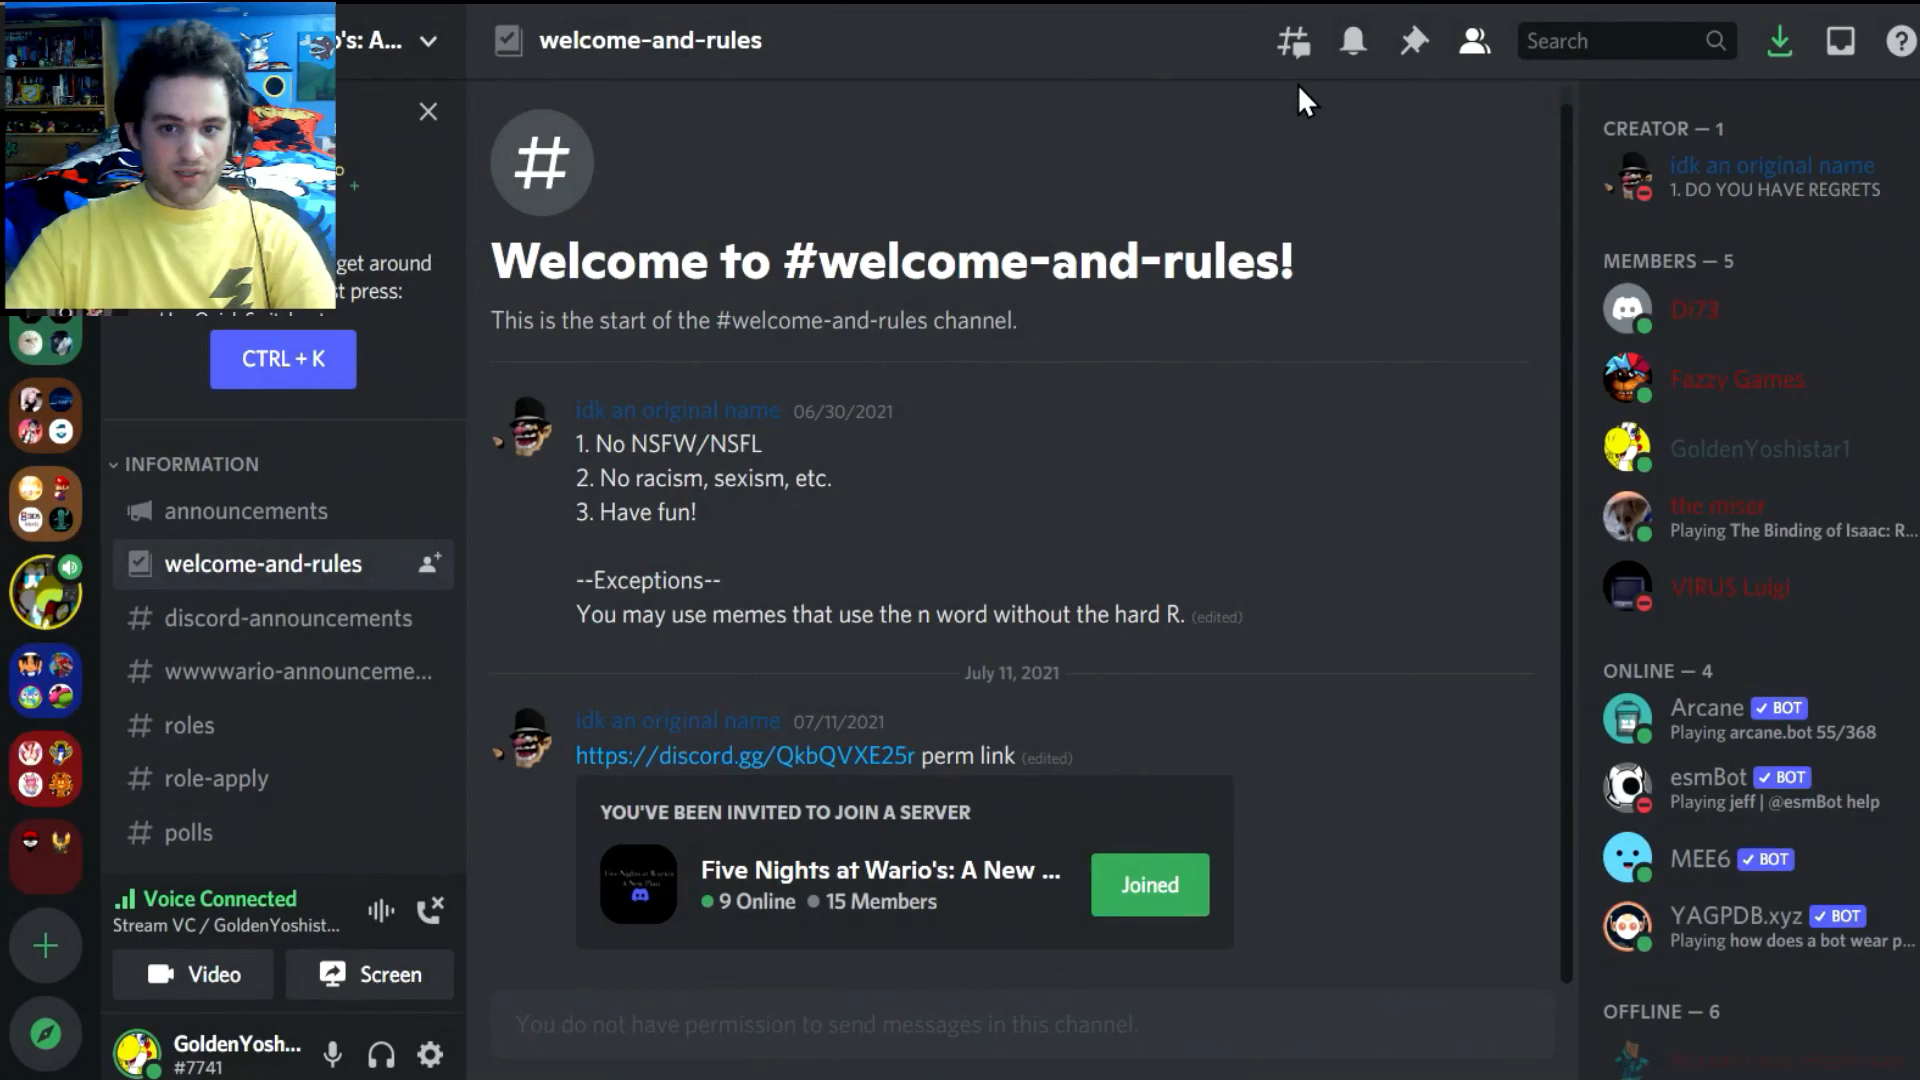 o's: A...
welcome-and-rules
Search
get around
st press:
CTRL + K
INFORMATION
announcements
welcome-and-rules
discord-announcements
wwwwario-announceme...
roles
role-apply
polls
Voice Connected
Stream VC / GoldenYoshist...
Video
Screen
GoldenYosh...
#7741
Welcome to #welcome-and-rules!
This is the start of the #welcome-and-rules channel.
idk an original name 06/30/2021
1. No NSFW/NSFL
2. No racism, sexism, etc.
3. Have fun!
--Exceptions--
You may use memes that use the n word without the hard R. (edited)
July 11, 2021
idk an original name 07/11/2021
https://discord.gg/QkbQVXE25r perm link (edited)
YOU'VE BEEN INVITED TO JOIN A SERVER
Five Nights at Wario's: A New ...
9 Online 15 Members
Joined
You do not have permission to send messages in this channel.
CREATOR — 1
idk an original name
1. DO YOU HAVE REGRETS
MEMBERS — 5
Di73
Fazzy Games
GoldenYoshistar1
the miser
Playing The Binding of Isaac: R...
VIRUS Luigi
ONLINE — 4
Arcane BOT
Playing arcane.bot 55/368
esmBot BOT
Playing jeff | @esmBot help
MEE6 BOT
YAGPDB.xyz BOT
Playing how does a bot wear p...
OFFLINE — 6